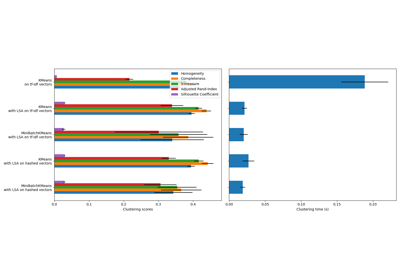 Homogeneity
Completeness
V-measure
Adjusted Rand-Index
Silhouette Coefficient
KMeans
on tf-idf vectors
KMeans
with LSA on tf-idf vectors
MiniBatchKMeans
with LSA on tf-idf vectors
KMeans
with LSA on hashed vectors
MiniBatchKMeans
with LSA on hashed vectors
0.0 0.1 0.2 0.3 0.4
Clustering scores
0.00 0.05 0.10 0.15 0.20
Clustering time (s)